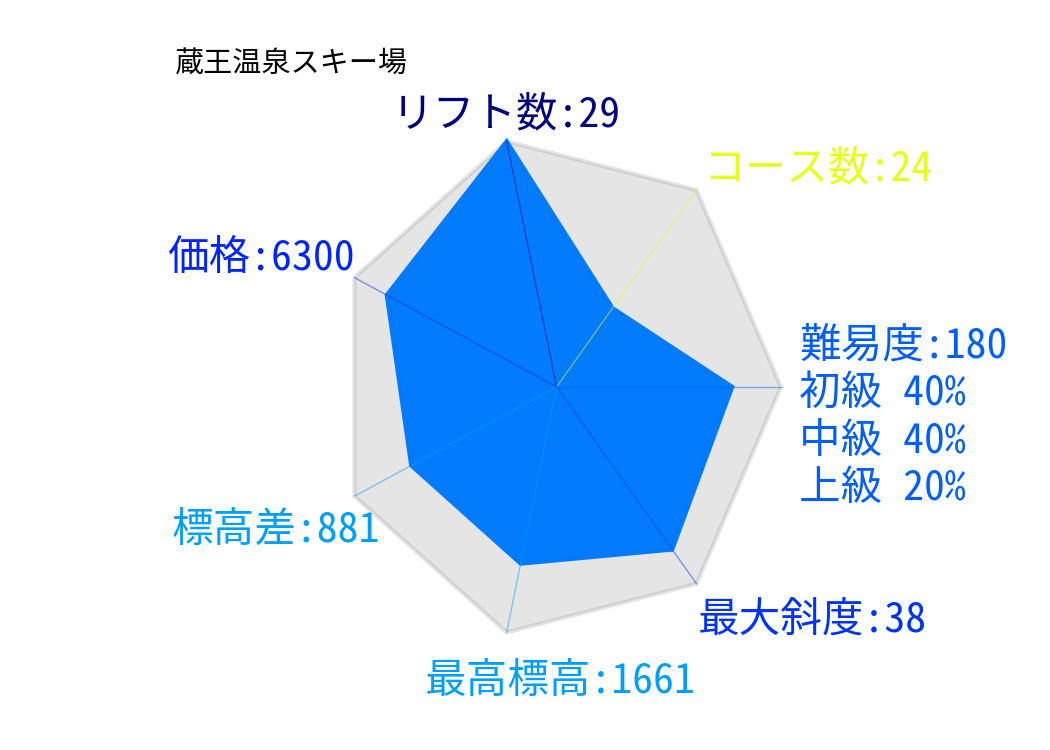 蔵王温泉スキー場
リフト数:29
コース数:24
価格:6300
難易度:180
初級 40%
中級 40%
上級 20%
標高差:881
最大斜度:38
最高標高:1661